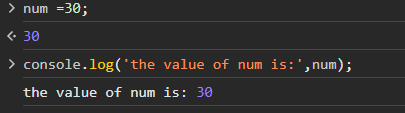 > num =30;
<· 30
> console.log('the value of num is:',num);
the value of num is: 30